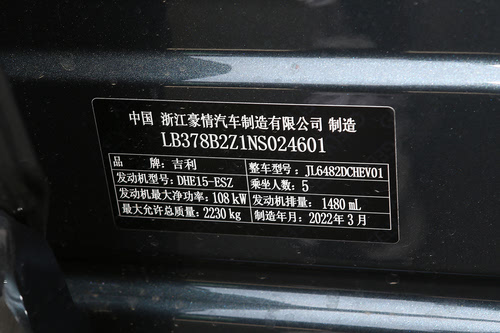 中国 浙江豪情汽车制造有限公司 制造
LB378B2Z1NS024601
品 牌：吉利 整车型号：JL6482DCHEV01
发动机型号：DHE15-ESZ 乘坐人数：5
发动机最大净功率：108 kW 发动机排量：1480 mL
最大允许总质量：2230 kg 制造年月：2022年3月